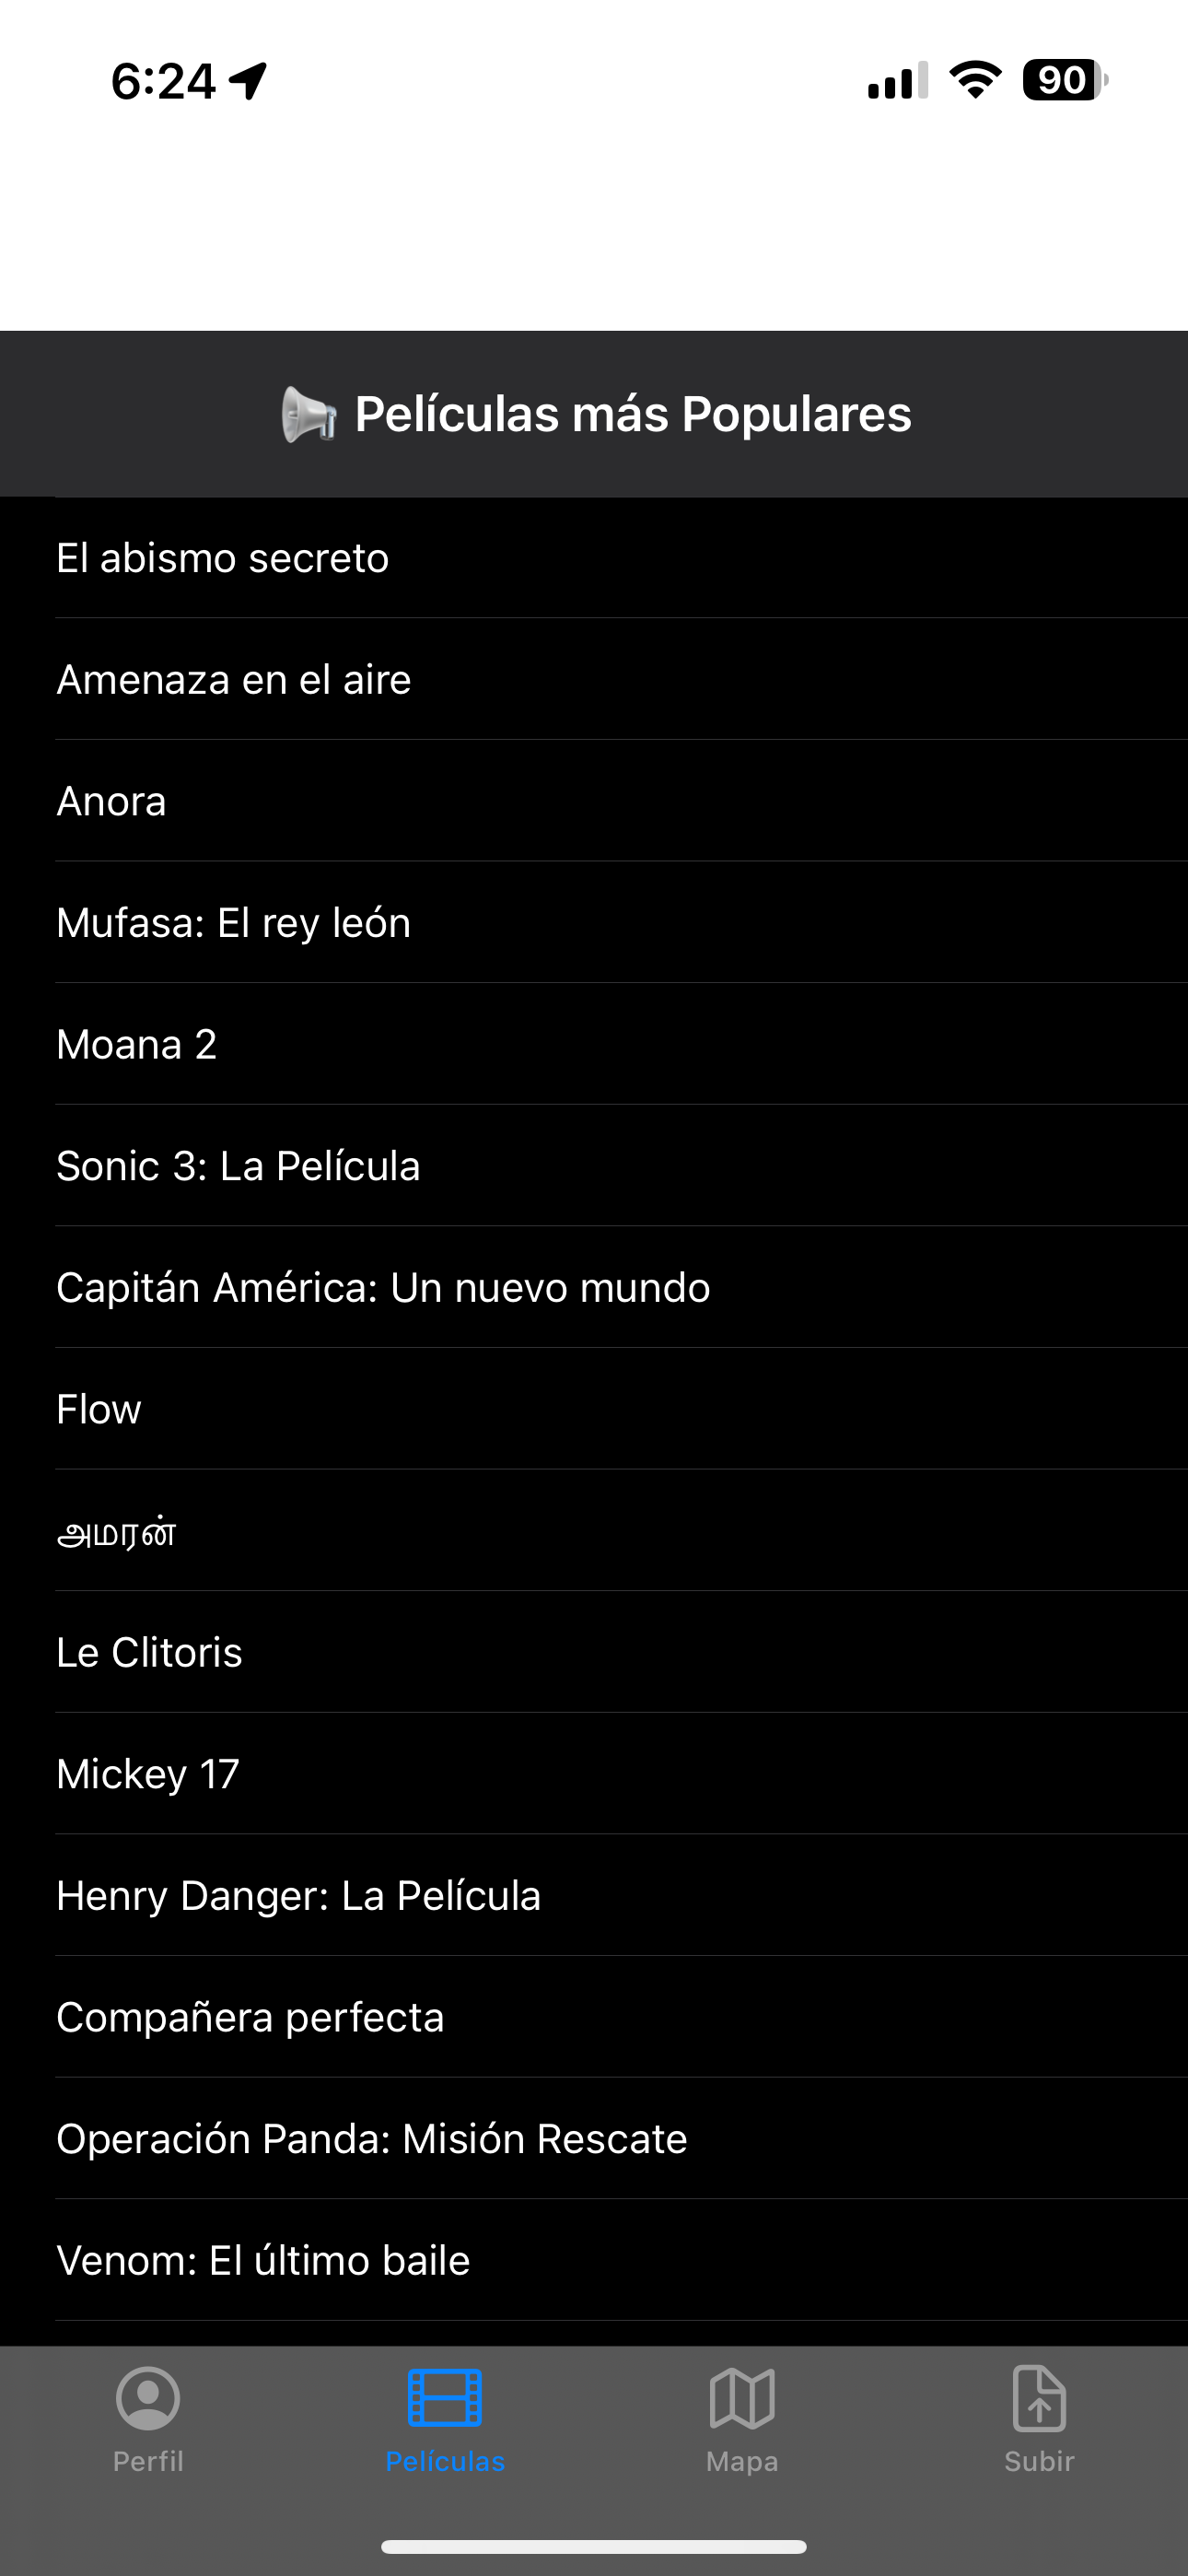 6:24
90
📢 Películas más Populares
El abismo secreto
Amenaza en el aire
Anora
Mufasa: El rey león
Moana 2
Sonic 3: La Película
Capitán América: Un nuevo mundo
Flow
அமரன்
Le Clitoris
Mickey 17
Henry Danger: La Película
Compañera perfecta
Operación Panda: Misión Rescate
Venom: El último baile
Perfil
Películas
Mapa
Subir